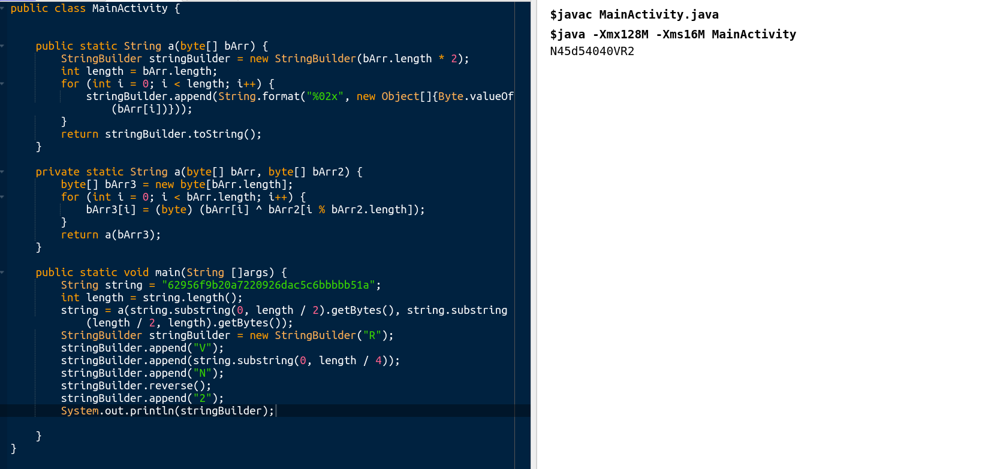 public class MainActivity {
public static String a(byte[] bArr) {
StringBuilder stringBuilder = new StringBuilder(bArr.length * 2);
int length = bArr.length;
for (int i = 0; i < length; i++) {
stringBuilder.append(String.format("%02x", new Object[]{Byte.valueOf
(bArr[i])}));
}
return stringBuilder.toString();
}
private static String a(byte[] bArr, byte[] bArr2) {
byte[] bArr3 = new byte[bArr.length];
for (int i = 0; i < bArr.length; i++) {
bArr3[i] = (byte) (bArr[i] ^ bArr2[i % bArr2.length]);
}
return a(bArr3);
}
public static void main(String []args) {
String string = "62956f9b20a7220926dac5c6bbbbb51a";
int length = string.length();
string = a(string.substring(0, length / 2).getBytes(), string.substring
(length / 2, length).getBytes());
StringBuilder stringBuilder = new StringBuilder("R");
stringBuilder.append("V");
stringBuilder.append(string.substring(0, length / 4));
stringBuilder.append("N");
stringBuilder.reverse();
stringBuilder.append("2");
System.out.println(stringBuilder);
}
}
$javac MainActivity.java
$java -Xmx128M -Xms16M MainActivity
N45d54040VR2